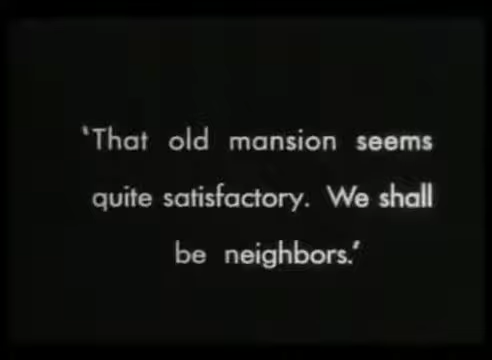 'That old mansion seems
quite satisfactory. We shall
be neighbors.'